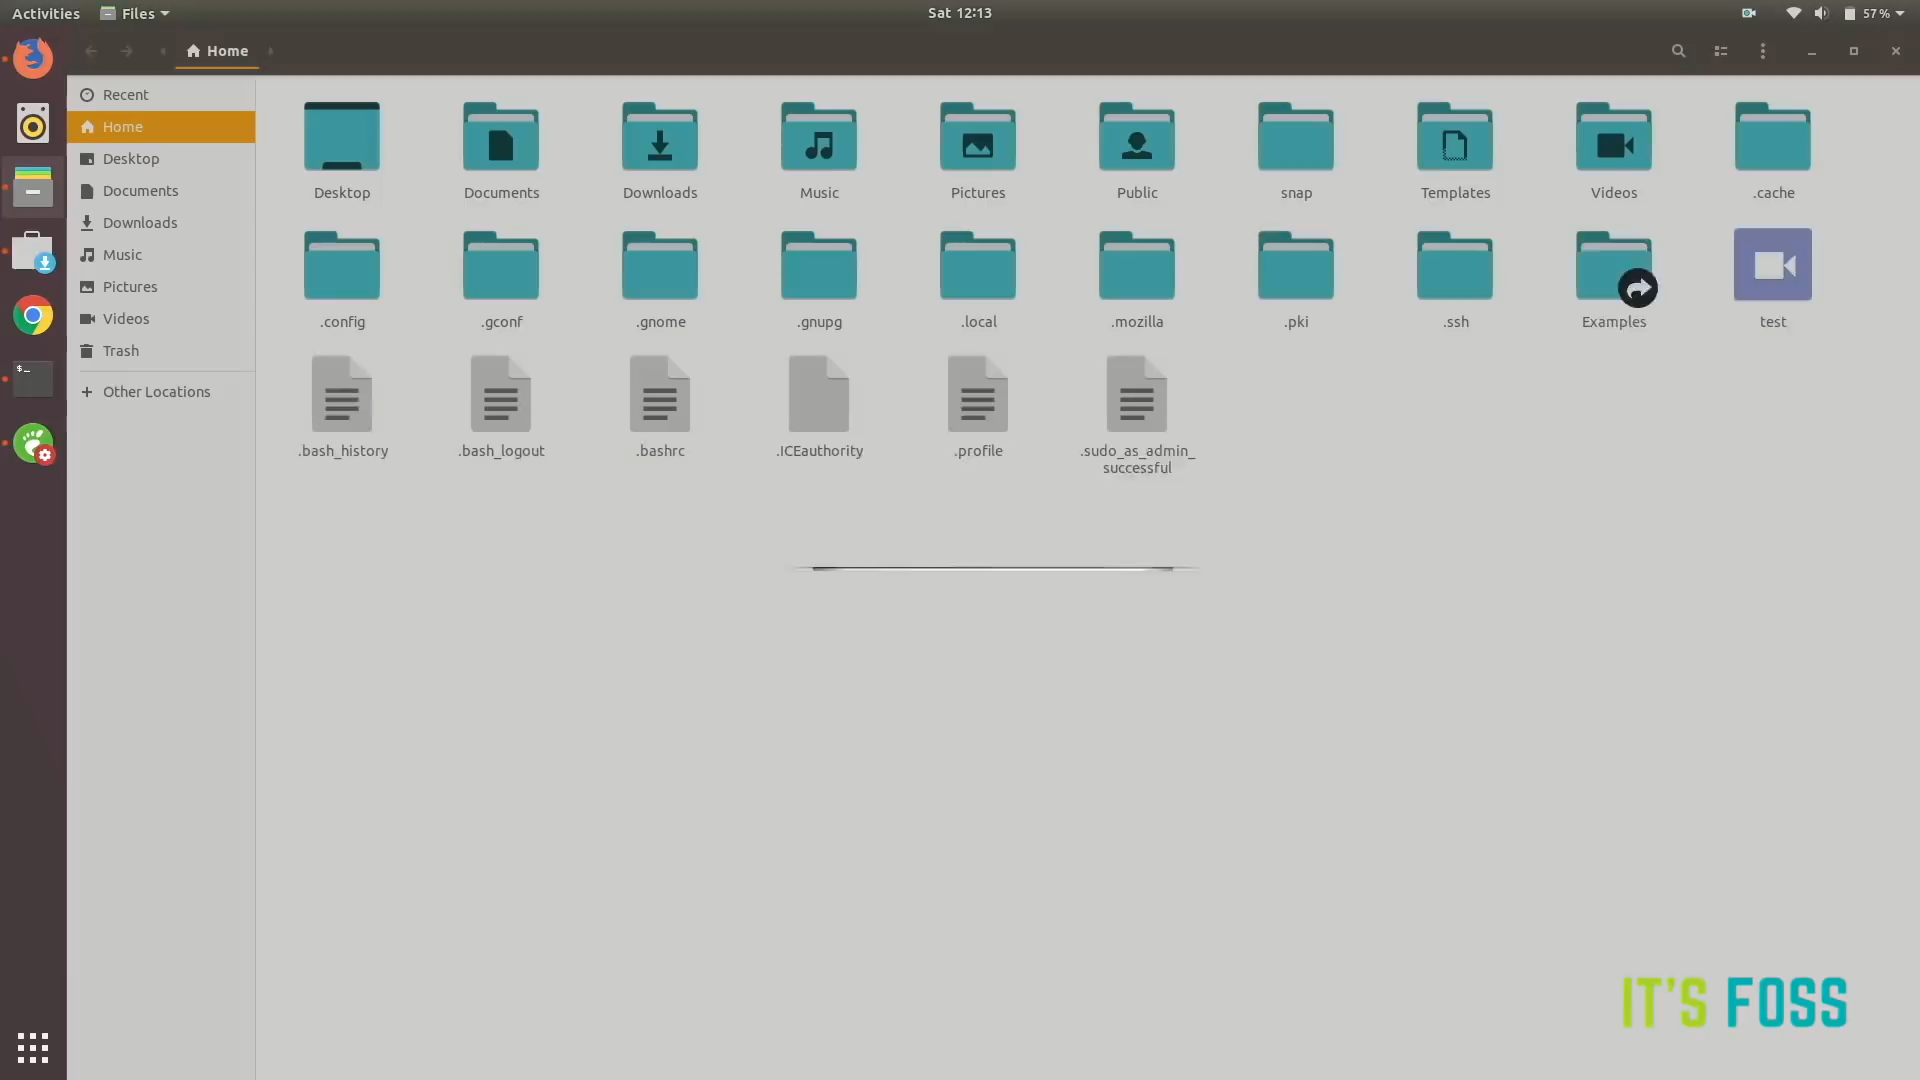 Activities Files Sat 12:13 57%
Home
Recent
Home
Desktop
Documents
Downloads
Music
Pictures
Videos
Trash
Other Locations
Desktop Documents Downloads Music Pictures Public snap Templates Videos .cache
.config .gconf .gnome .gnupg .local .mozilla .pki .ssh Examples test
.bash_history .bash_logout .bashrc .ICEauthority .profile .sudo_as_admin_
successful
$_
IT'S FOSS